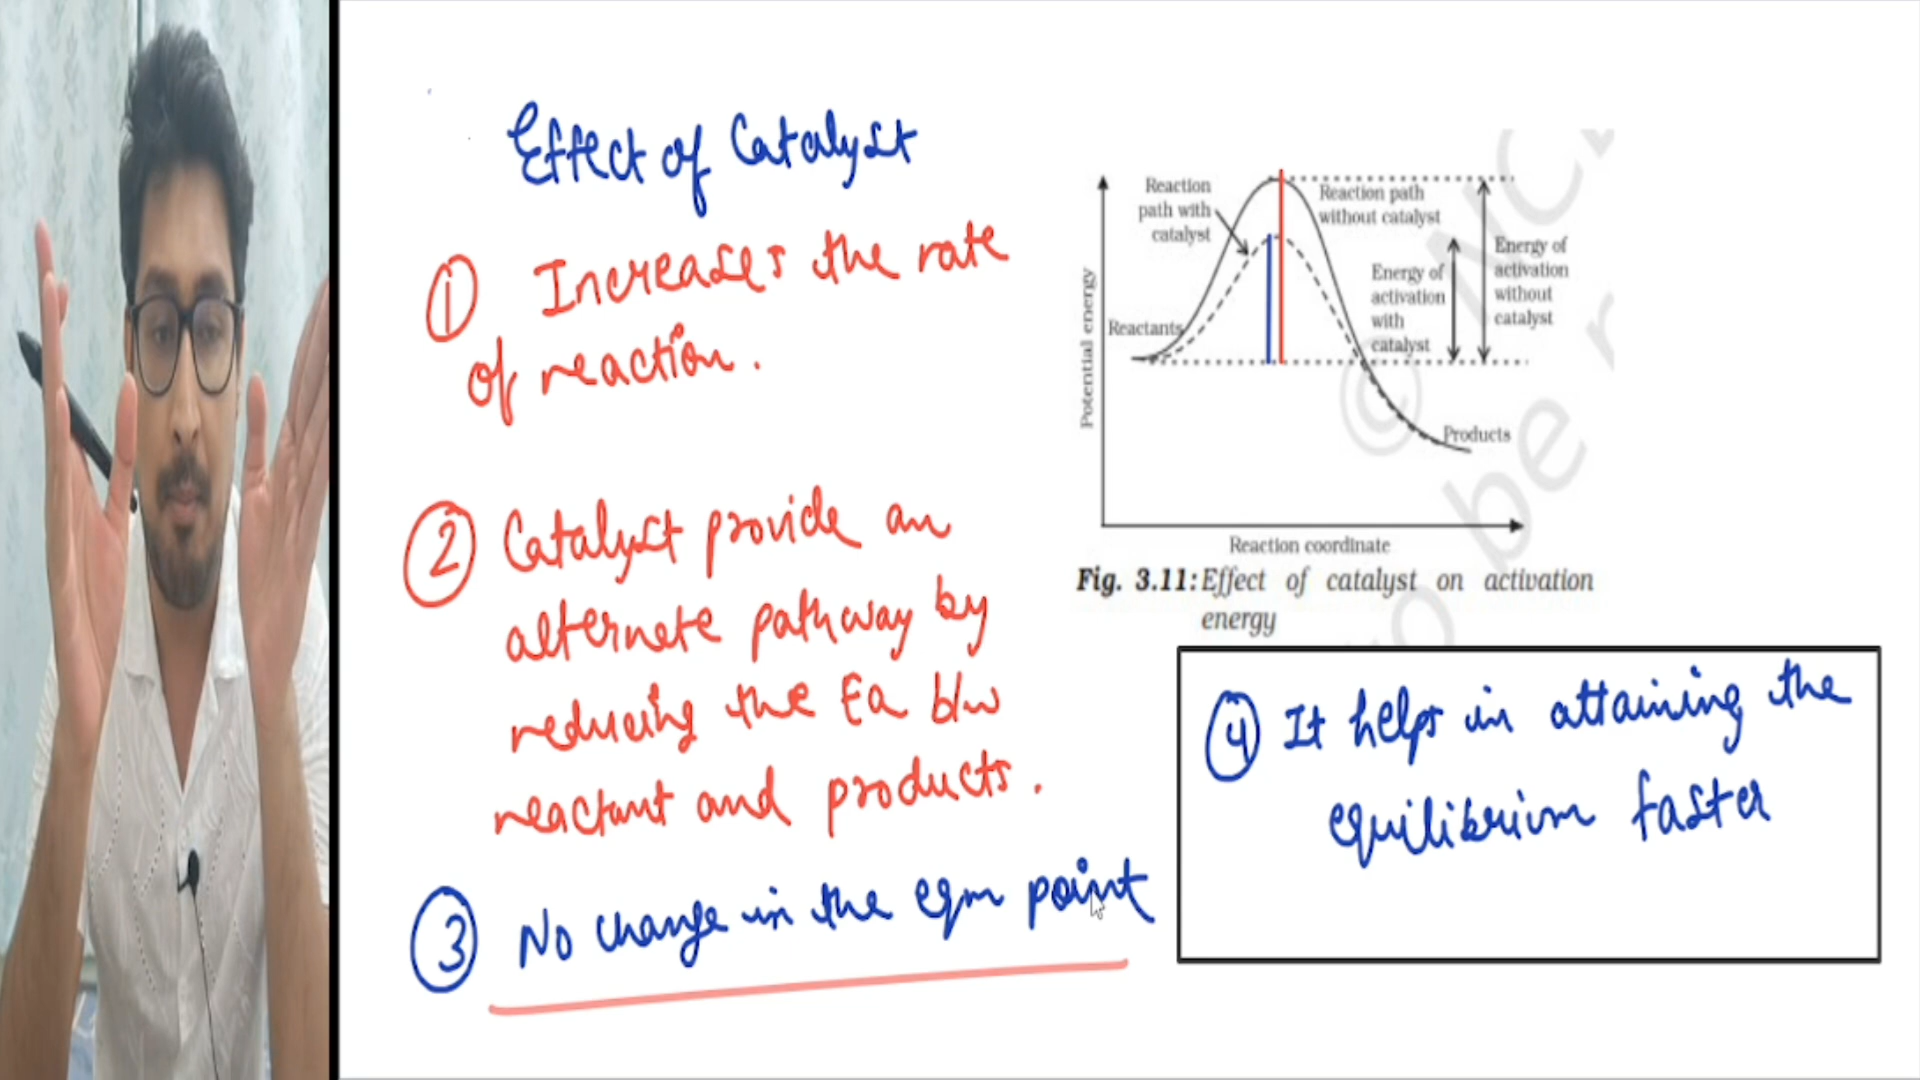 Effect of Catalyst
① Increases the rate
of reaction.
② Catalyst provide an
alternate pathway by
reducing the Ea b/w
reactant and products.
③ No change in the eqm point
Reaction
path with
catalyst
Reaction path
without catalyst
Energy of
activation
without
catalyst
Energy of
activation
with
catalyst
Reactants
Potential energy
Products
Reaction coordinate
Fig. 3.11: Effect of catalyst on activation
energy
④ It helps in attaining the
equilibrium faster